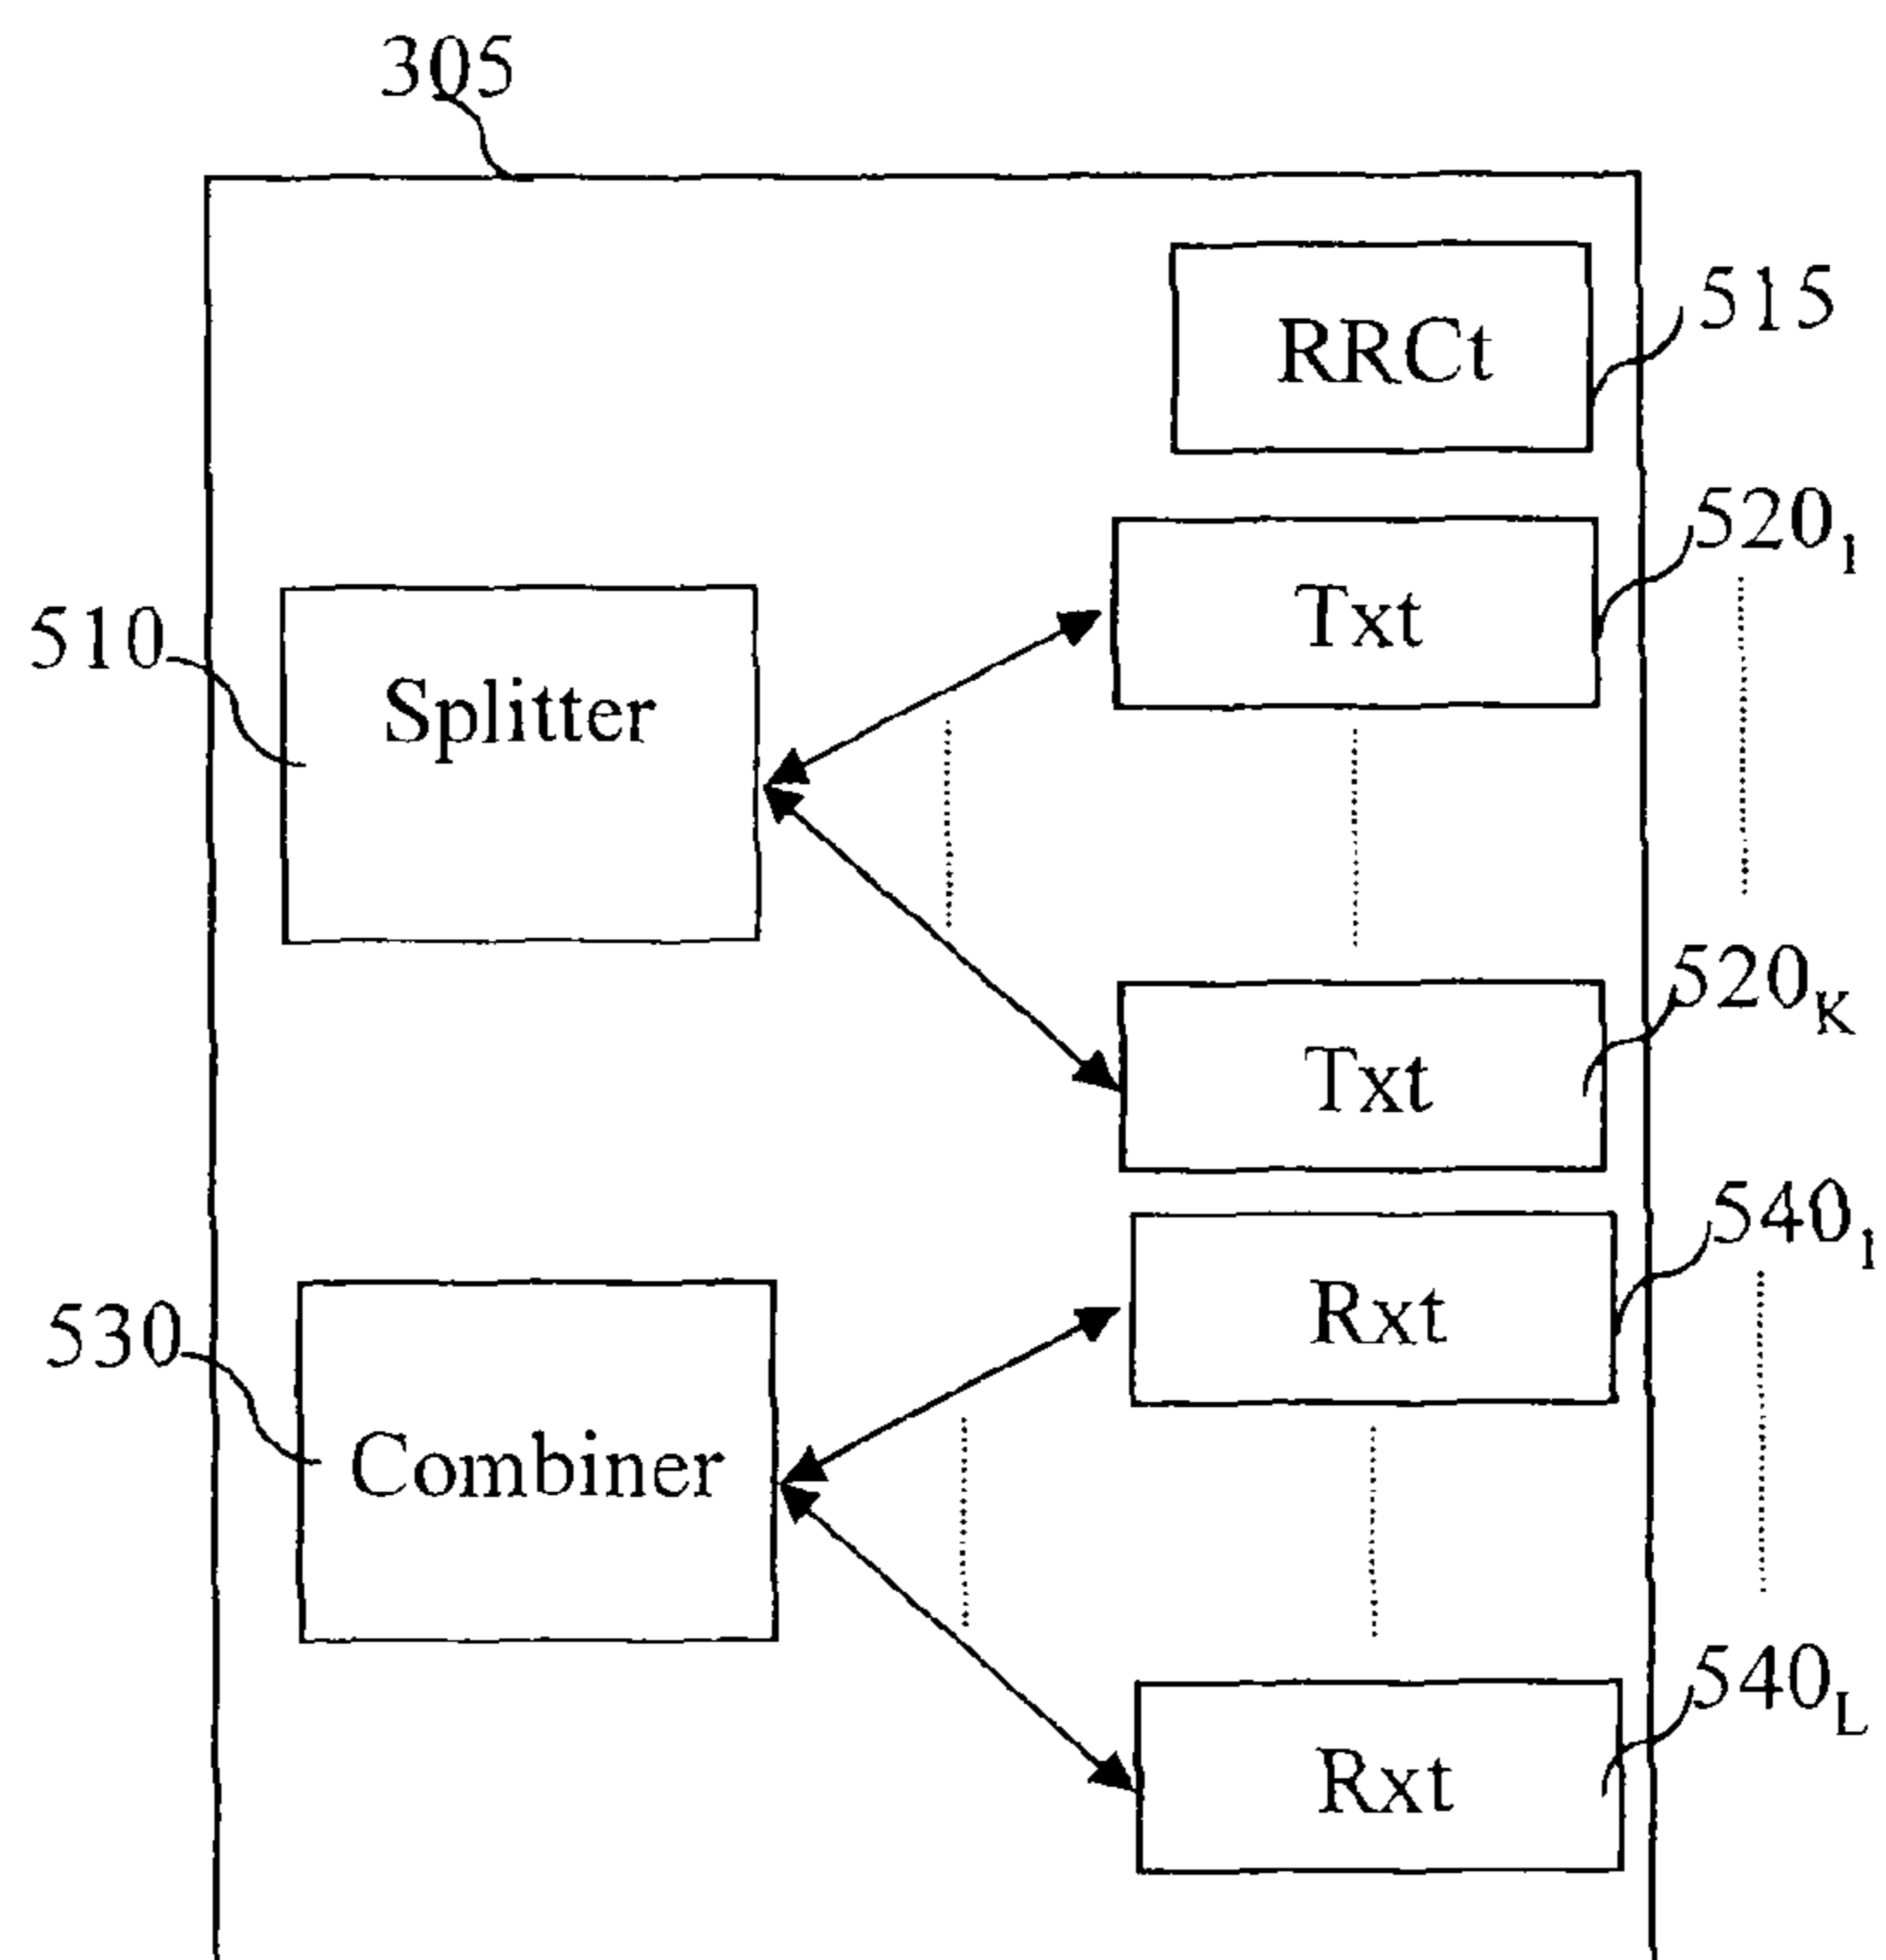 305
RRCt
515
520₁
Txt
510
Splitter
520K
Txt
540₁
Rxt
530
Combiner
540L
Rxt